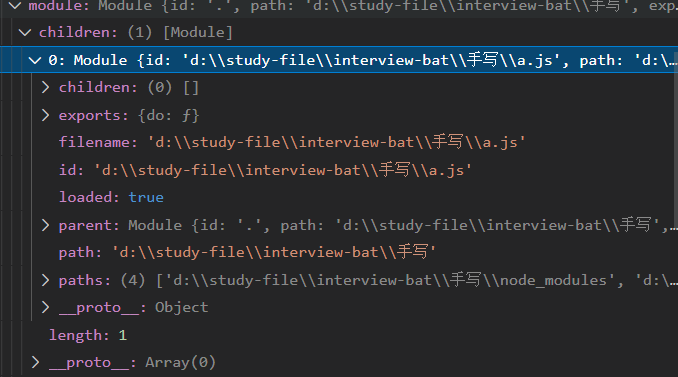 module: Module {id: '.', path: 'd:\\study-file\\interview-bat\\手写', exp…
children: (1) [Module]
0: Module {id: 'd:\\study-file\\interview-bat\\手写\\a.js', path: 'd:\…
children: (0) []
exports: {do: ƒ}
filename: 'd:\\study-file\\interview-bat\\手写\\a.js'
id: 'd:\\study-file\\interview-bat\\手写\\a.js'
loaded: true
parent: Module {id: '.', path: 'd:\\study-file\\interview-bat\\手写',…
path: 'd:\\study-file\\interview-bat\\手写'
paths: (4) ['d:\\study-file\\interview-bat\\手写\\node_modules', 'd:\…
__proto__: Object
length: 1
__proto__: Array(0)